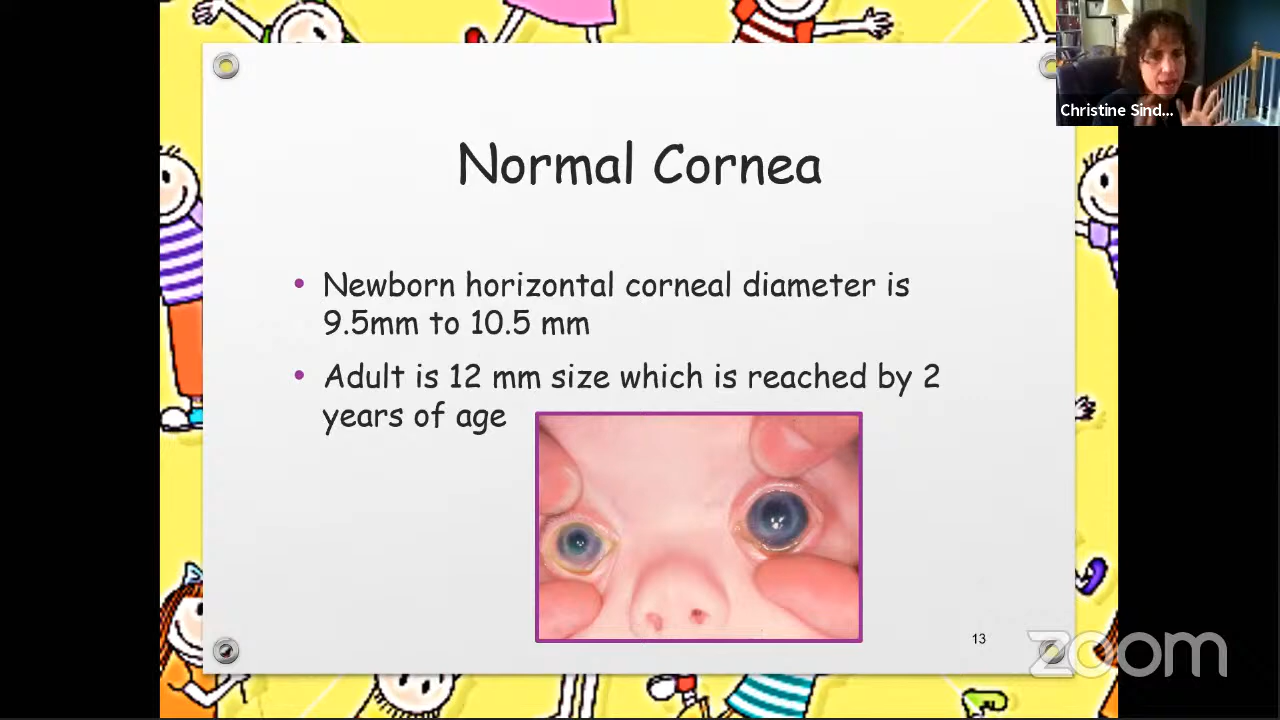 Christine Sind...
Normal Cornea
• Newborn horizontal corneal diameter is
9.5mm to 10.5 mm
• Adult is 12 mm size which is reached by 2
years of age
13
zoom